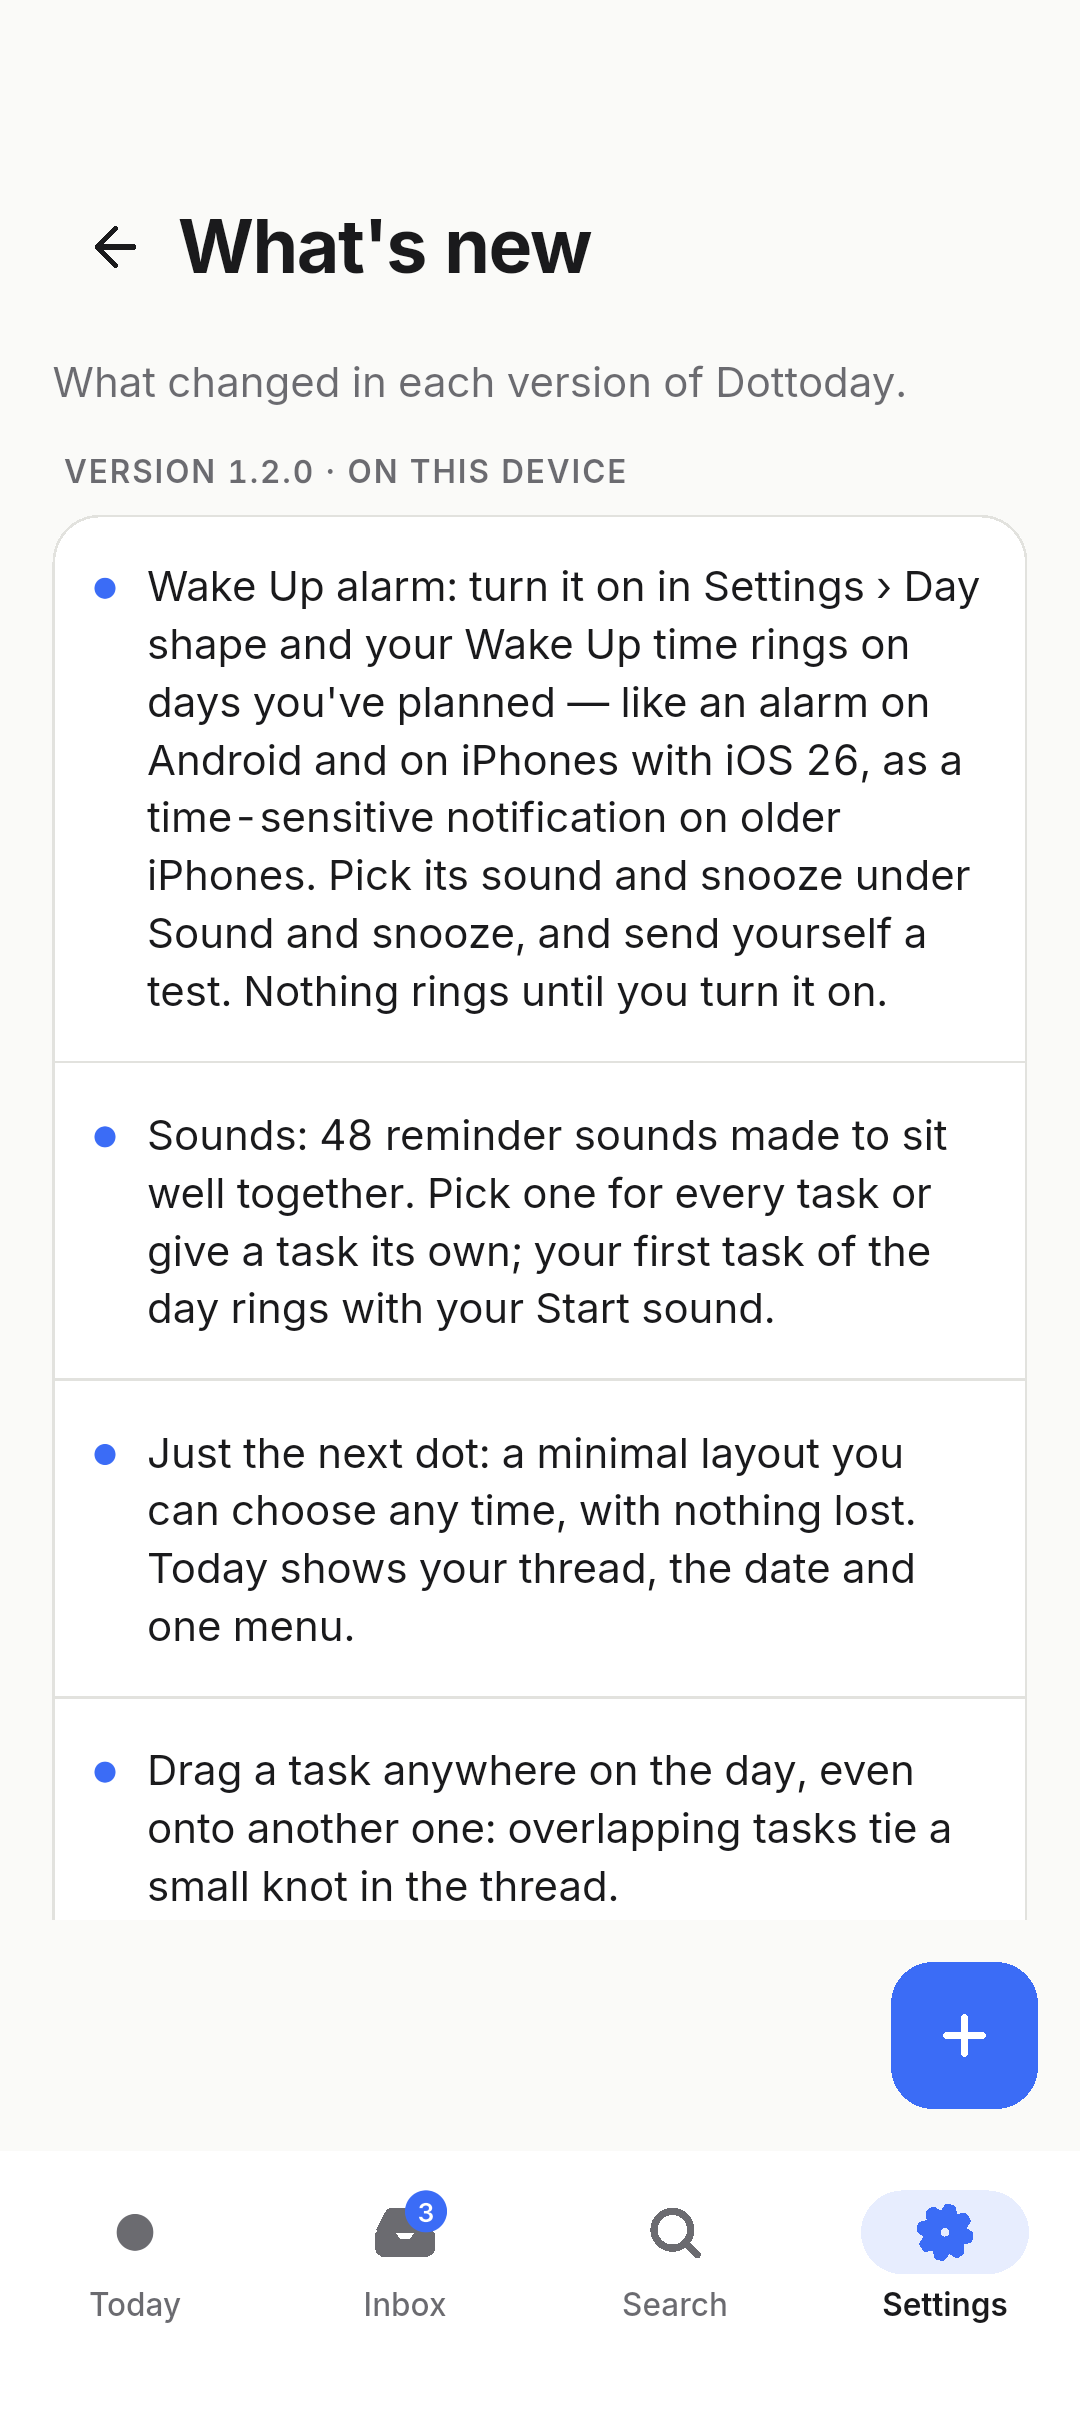 What's new
What changed in each version of Dottoday.
VERSION 1.2.0 · ON THIS DEVICE
Wake Up alarm: turn it on in Settings › Day
shape and your Wake Up time rings on
days you've planned — like an alarm on
Android and on iPhones with iOS 26, as a
time-sensitive notification on older
iPhones. Pick its sound and snooze under
Sound and snooze, and send yourself a
test. Nothing rings until you turn it on.
Sounds: 48 reminder sounds made to sit
well together. Pick one for every task or
give a task its own; your first task of the
day rings with your Start sound.
Just the next dot: a minimal layout you
can choose any time, with nothing lost.
Today shows your thread, the date and
one menu.
Drag a task anywhere on the day, even
onto another one: overlapping tasks tie a
small knot in the thread.
3
Today
Inbox
Search
Settings